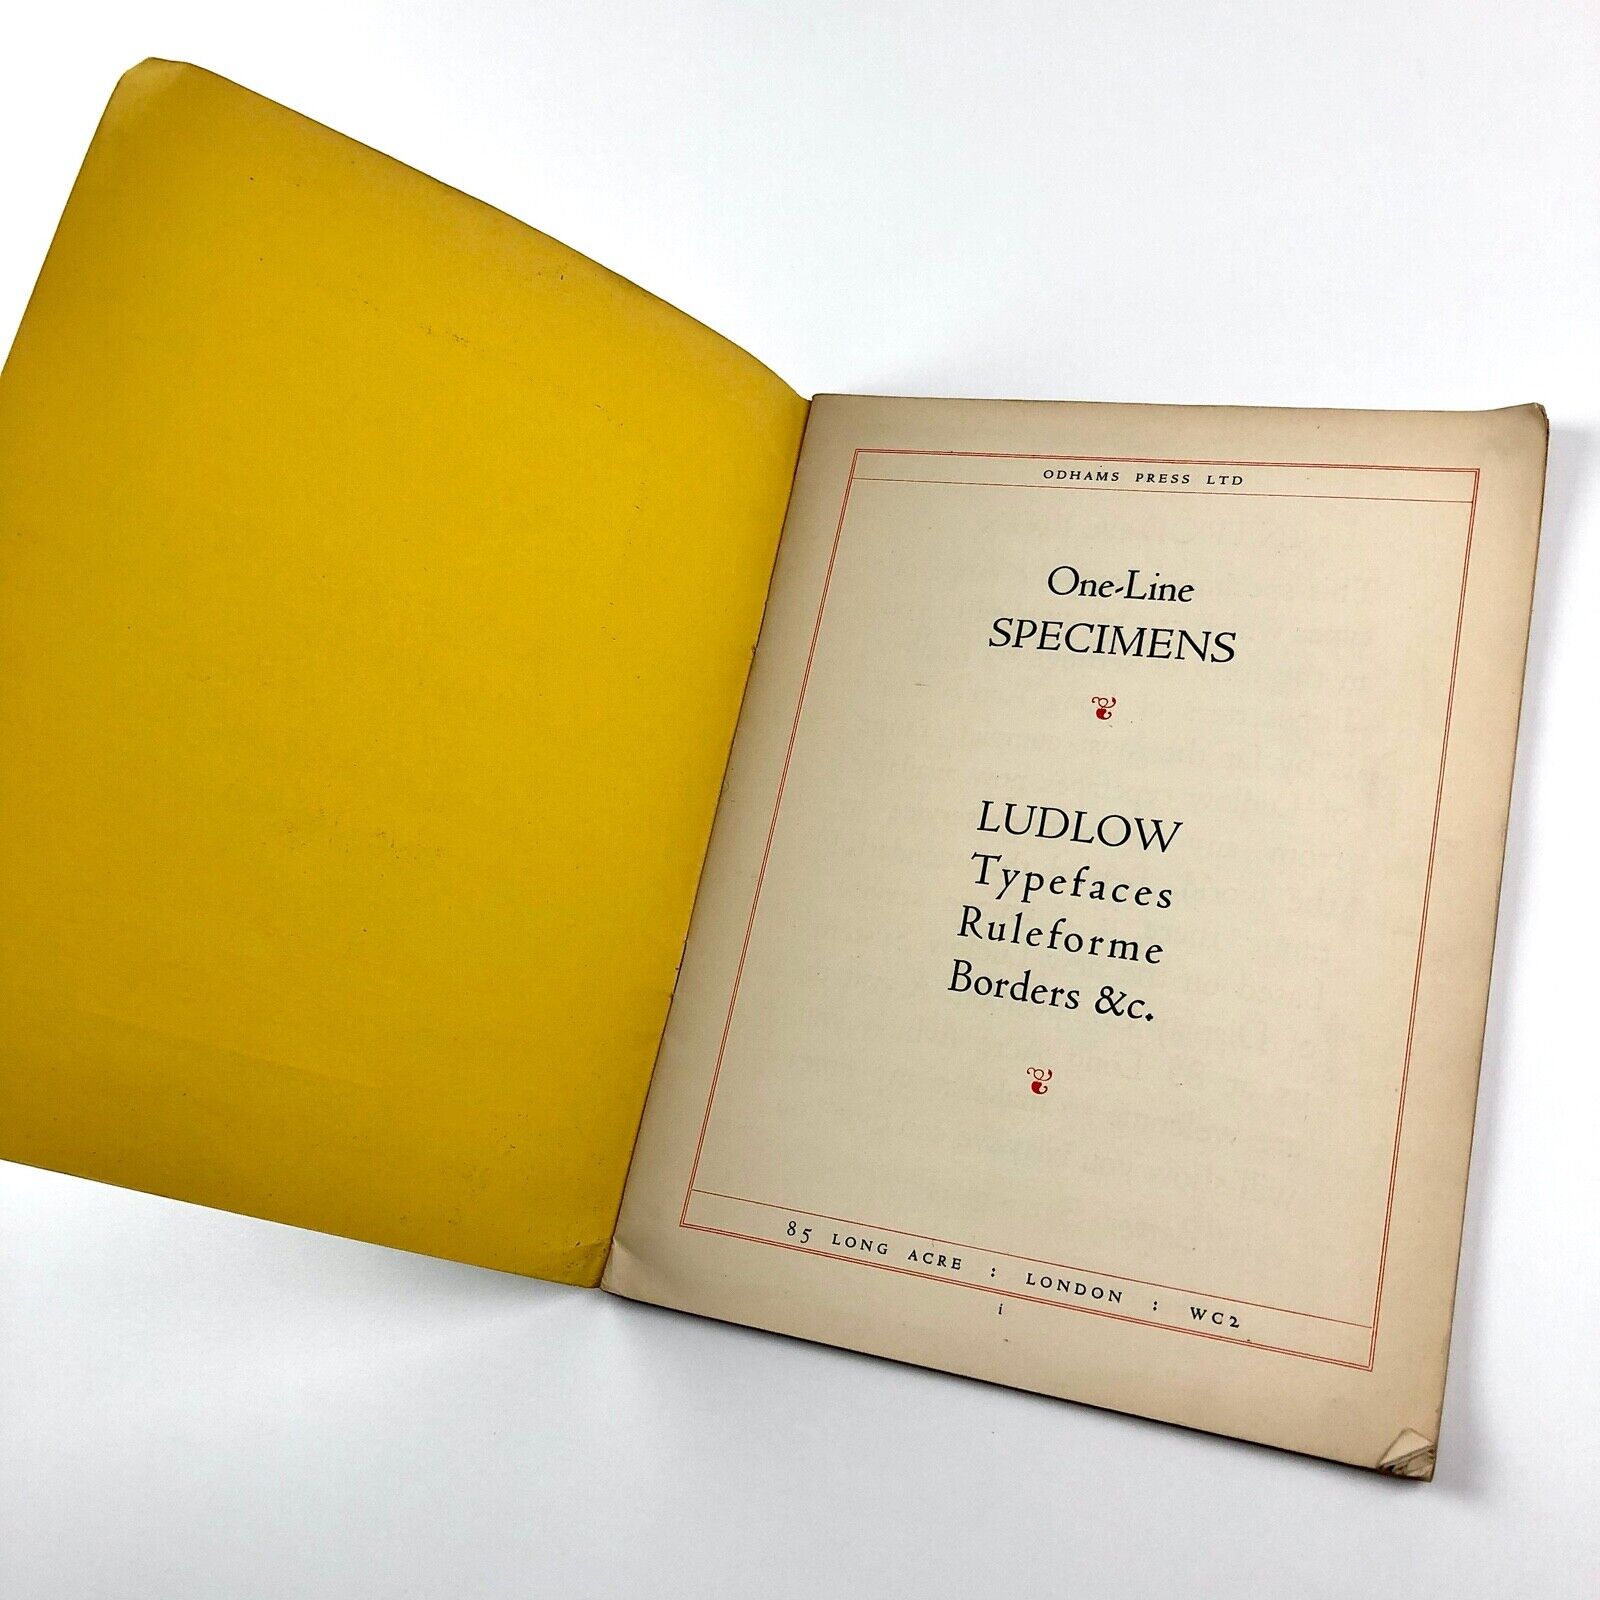 ODHAMS PRESS LTD
One-Line
SPECIMENS
LUDLOW
Typefaces
Ruleforme
Borders &c.
85 LONG ACRE : LONDON : WC2
i